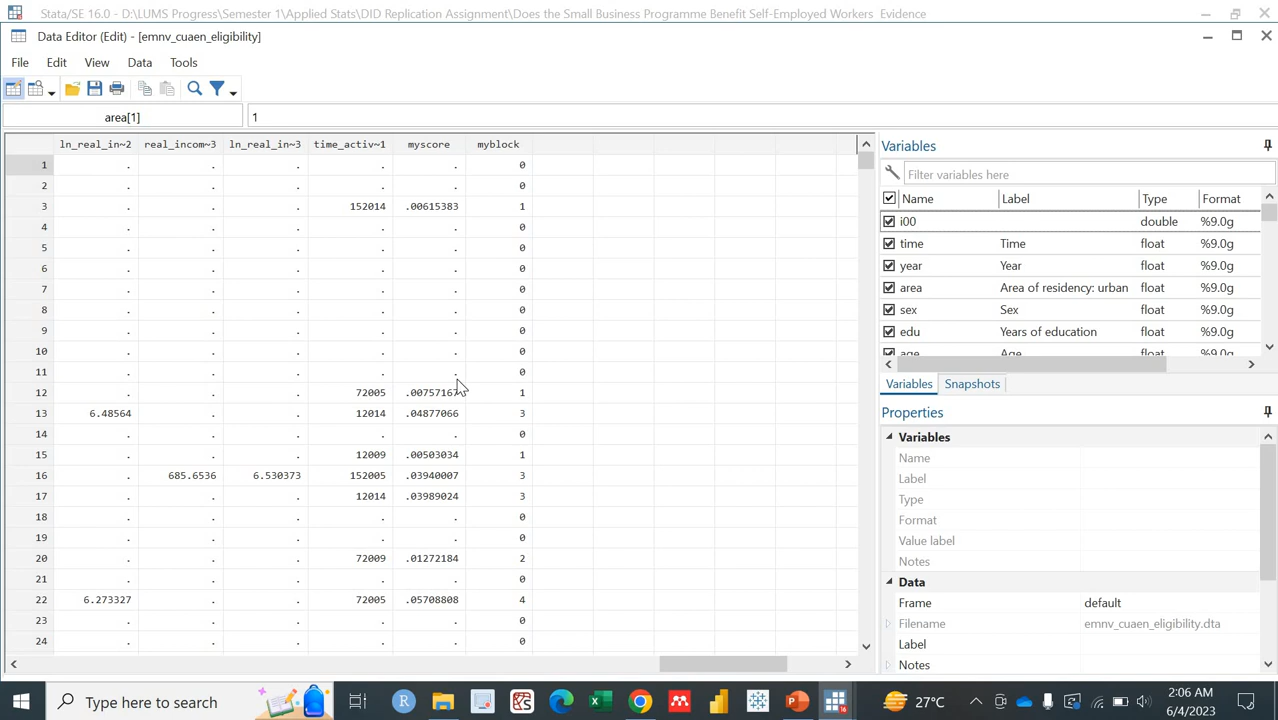 Stata/SE 16.0 - D:\LUMS Progress\Semester 1\Applied Stats\DID Replication Assignment\Does the Small Business Programme Benefit Self-Employed Workers Evidence
Data Editor (Edit) - [emnv_cuaen_eligibility]
File Edit View Data Tools
area[1] 1
ln_real_in~2 real_incom~3 ln_real_in~3 time_activ~1 myscore myblock
1 . . . . . 0
2 . . . . . 0
3 . . . 152014 .00615383 1
4 . . . . . 0
5 . . . . . 0
6 . . . . . 0
7 . . . . . 0
8 . . . . . 0
9 . . . . . 0
10 . . . . . 0
11 . . . . . 0
12 . . . 72005 .00757167 1
13 6.48564 . . 12014 .04877066 3
14 . . . . . 0
15 . . . 12009 .00503034 1
16 . 685.6536 6.530373 152005 .03940007 3
17 . . . 12014 .03989024 3
18 . . . . . 0
19 . . . . . 0
20 . . . 72009 .01272184 2
21 . . . . . 0
22 6.273327 . . 72005 .05708808 4
23 . . . . . 0
24 . . . . . 0
Variables
Filter variables here
Name Label Type Format
i00 double %9.0g
time Time float %9.0g
year Year float %9.0g
area Area of residency: urban float %9.0g
sex Sex float %9.0g
edu Years of education float %9.0g
age Age float %9.0g
Variables Snapshots
Properties
Variables
Name
Label
Type
Format
Value label
Notes
Data
Frame default
Filename emnv_cuaen_eligibility.dta
Label
Notes
Type here to search
27°C
2:06 AM
6/4/2023